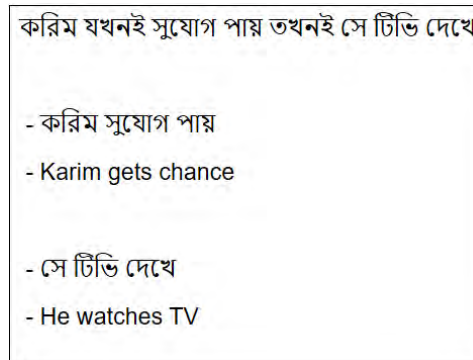 করিম যখনই সুযোগ পায় তখনই সে টিভি দেখে
- করিম সুযোগ পায়
- Karim gets chance
- সে টিভি দেখে
- He watches TV